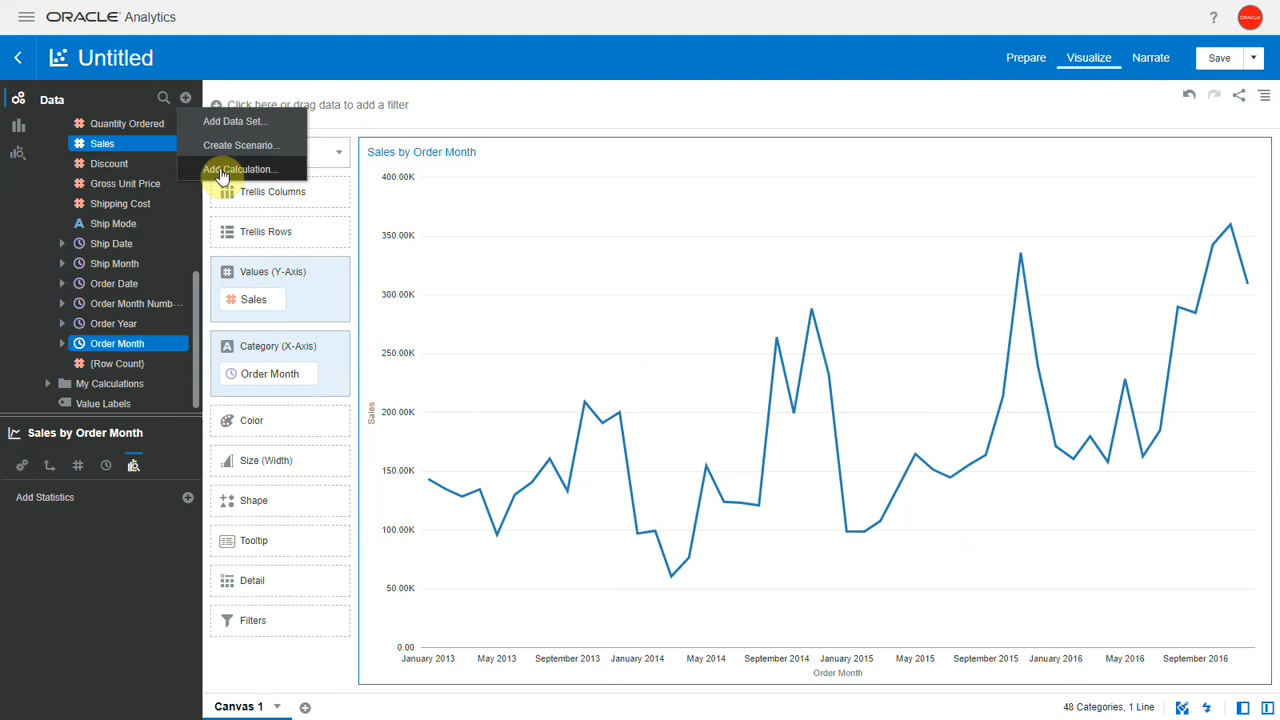 ORACLE Analytics
?
ORACLE
Untitled
Prepare
Visualize
Narrate
Save
Data
Click here or drag data to add a filter
Add Data Set...
Create Scenario...
Add Calculation...
Quantity Ordered
Sales
Discount
Gross Unit Price
Shipping Cost
A Ship Mode
Ship Date
Ship Month
Order Date
Order Month Numb...
Order Year
Order Month
{Row Count}
My Calculations
Value Labels
Sales by Order Month
Add Statistics
Trellis Columns
Trellis Rows
Values (Y-Axis)
Sales
A Category (X-Axis)
Order Month
Color
Size (Width)
Shape
Tooltip
Detail
Filters
Sales by Order Month
400.00K
350.00K
300.00K
250.00K
200.00K
150.00K
100.00K
50.00K
0.00
Sales
January 2013 May 2013 September 2013 January 2014 May 2014 September 2014 January 2015 May 2015 September 2015 January 2016 May 2016 September 2016
Order Month
Canvas 1
48 Categories, 1 Line